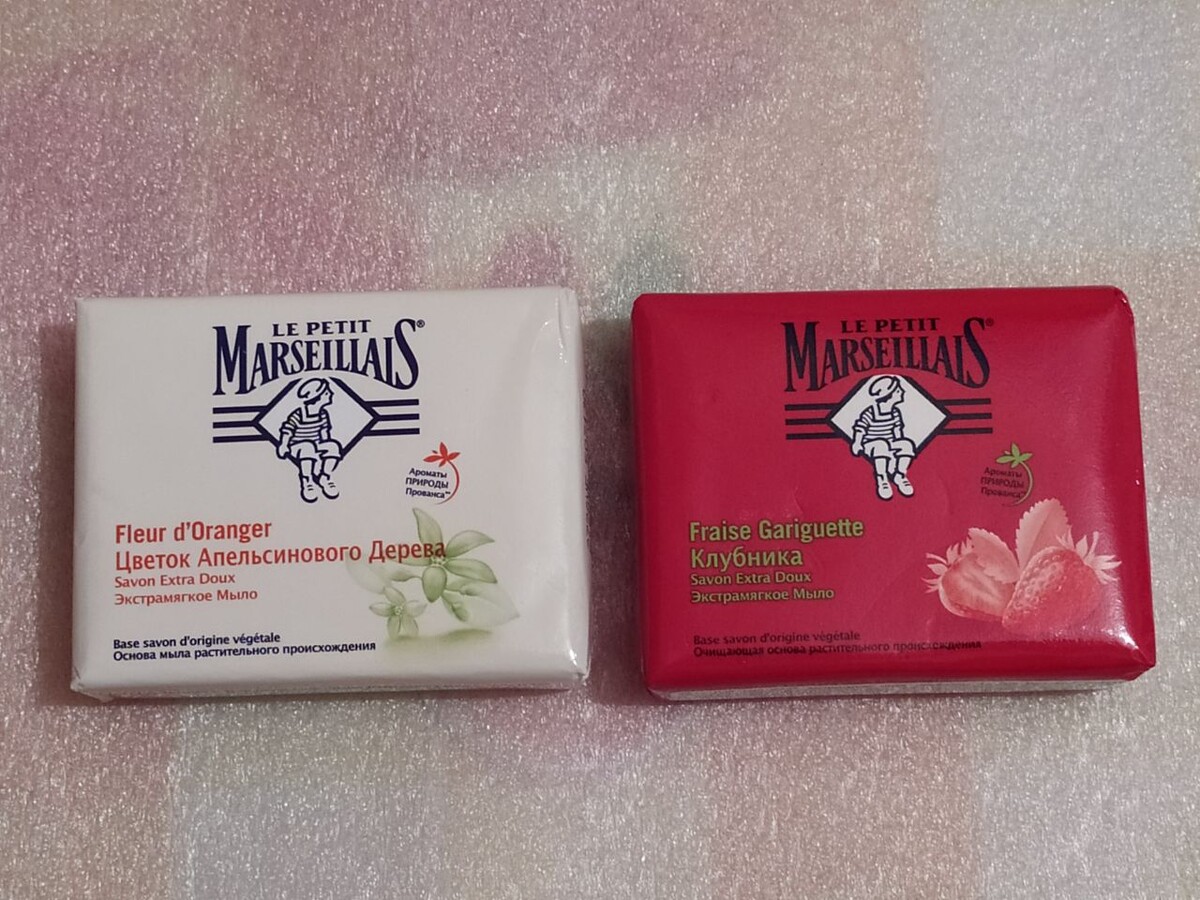 LE PETIT
MARSEILLAIS®
Ароматы
ПРИРОДЫ
Прованса™
Fleur d'Oranger
Цветок Апельсинового Дерева
Savon Extra Doux
Экстрамягкое Мыло
Base savon d'origine végétale
Основа мыла растительного происхождения
LE PETIT
MARSEILLAIS®
Ароматы
ПРИРОДЫ
Прованса™
Fraise Gariguette
Клубника
Savon Extra Doux
Экстрамягкое Мыло
Base savon d'origine végétale
Очищающая основа растительного происхождения